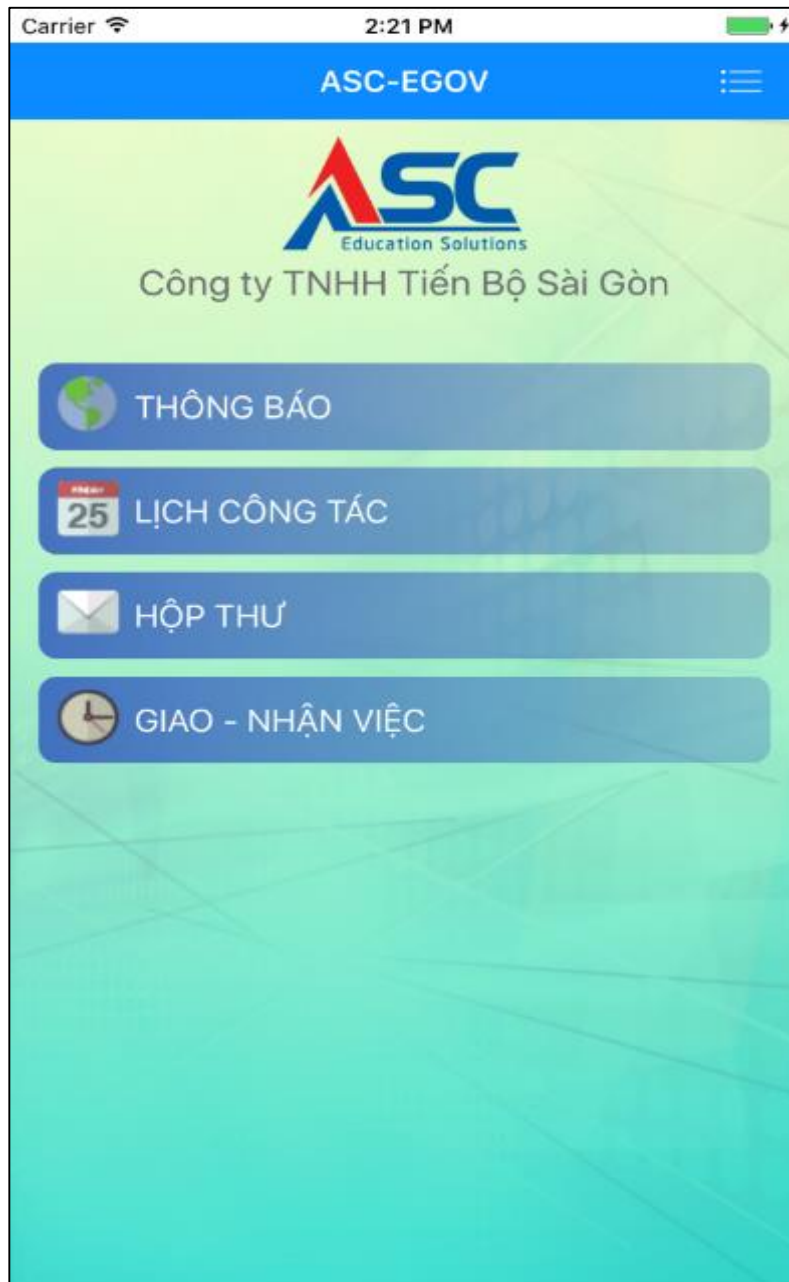 Carrier
2:21 PM
ASC-EGOV
ASC
Education Solutions
Công ty TNHH Tiến Bộ Sài Gòn
THÔNG BÁO
25
LỊCH CÔNG TÁC
HỘP THƯ
GIAO - NHẬN VIỆC